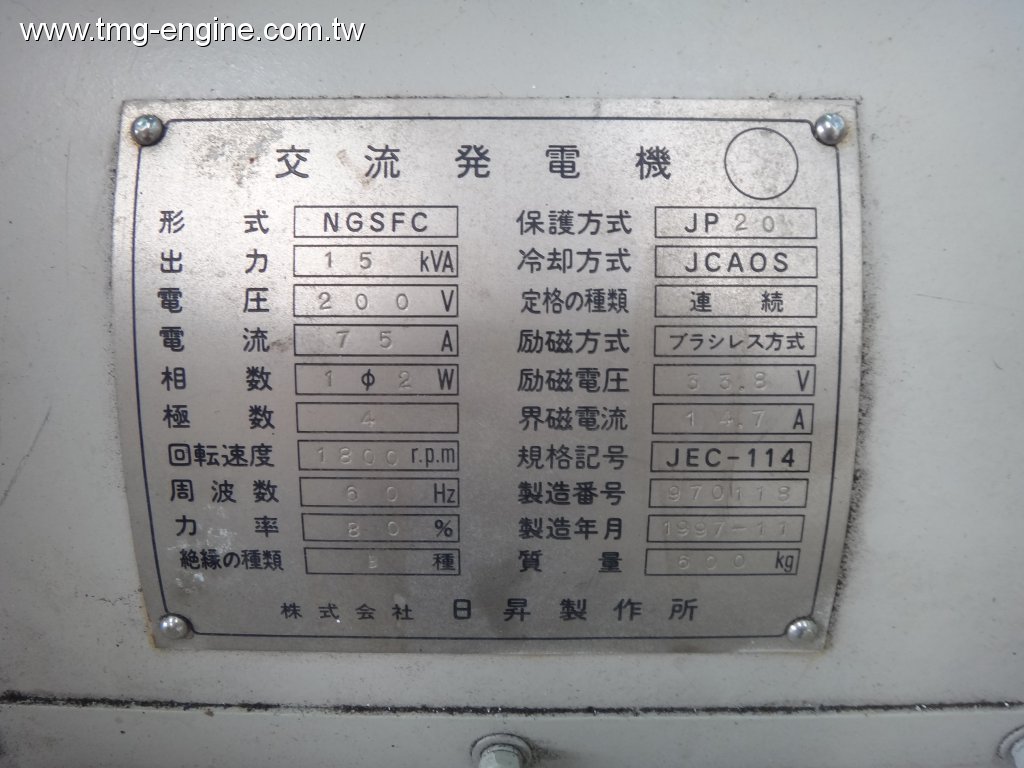 www.tmg-engine.com.tw
交流発電機
形式 NGSFC 保護方式 JP20
出力 15 kVA 冷却方式 JCA0S
電圧 200 V 定格の種類 連続
電流 75 A 励磁方式 ブラシレス方式
相数 1φ2 W 励磁電圧 33.8 V
極数 4 界磁電流 14.7 A
回転速度 1800 r.p.m 規格記号 JEC-114
周波数 60 Hz 製造番号 970118
力率 80 % 製造年月 1997-11
絶縁の種類 種 質量 600 kg
株式会社 日昇製作所